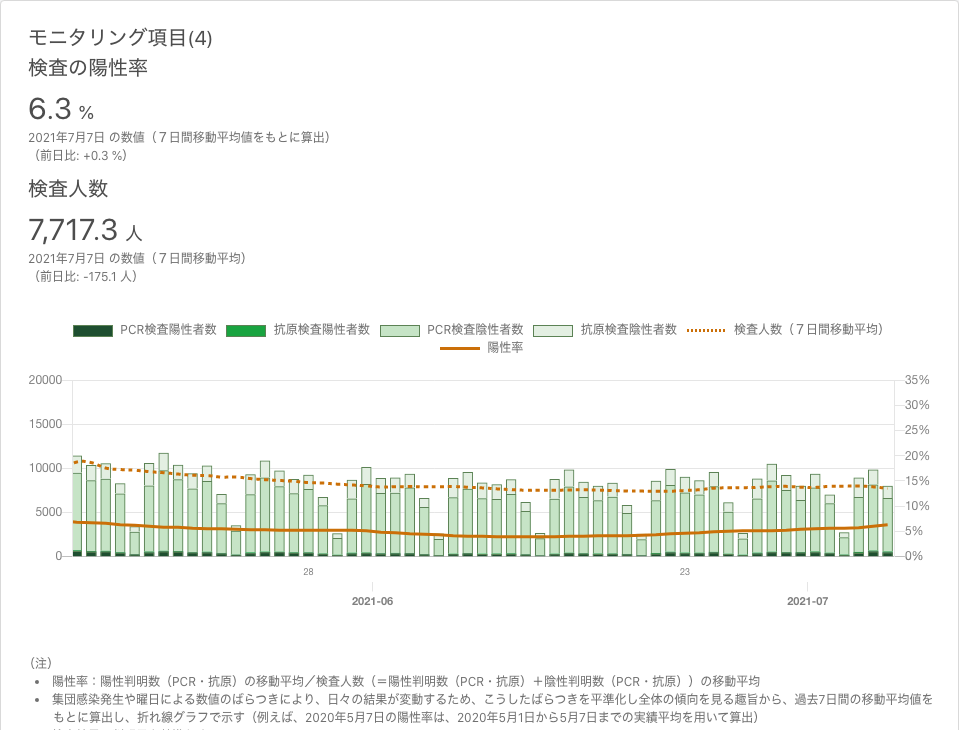 モニタリング項目(4)
検査の陽性率
6.3 %
2021年7月7日 の数値（７日間移動平均値をもとに算出）
（前日比: +0.3 %）
検査人数
7,717.3 人
2021年7月7日 の数値（７日間移動平均）
（前日比: -175.1 人）
PCR検査陽性者数 抗原検査陽性者数 PCR検査陰性者数 抗原検査陰性者数 検査人数（７日間移動平均）
陽性率
20000 35%
30%
15000
25%
20%
10000
15%
5000 10%
5%
0 0%
28 23
2021-06 2021-07
（注）
• 陽性率：陽性判明数（PCR・抗原）の移動平均／検査人数（＝陽性判明数（PCR・抗原）＋陰性判明数（PCR・抗原））の移動平均
• 集団感染発生や曜日による数値のばらつきにより、日々の結果が変動するため、こうしたばらつきを平準化し全体の傾向を見る趣旨から、過去7日間の移動平均値を
もとに算出し、折れ線グラフで示す（例えば、2020年5月7日の陽性率は、2020年5月1日から5月7日までの実績平均を用いて算出）